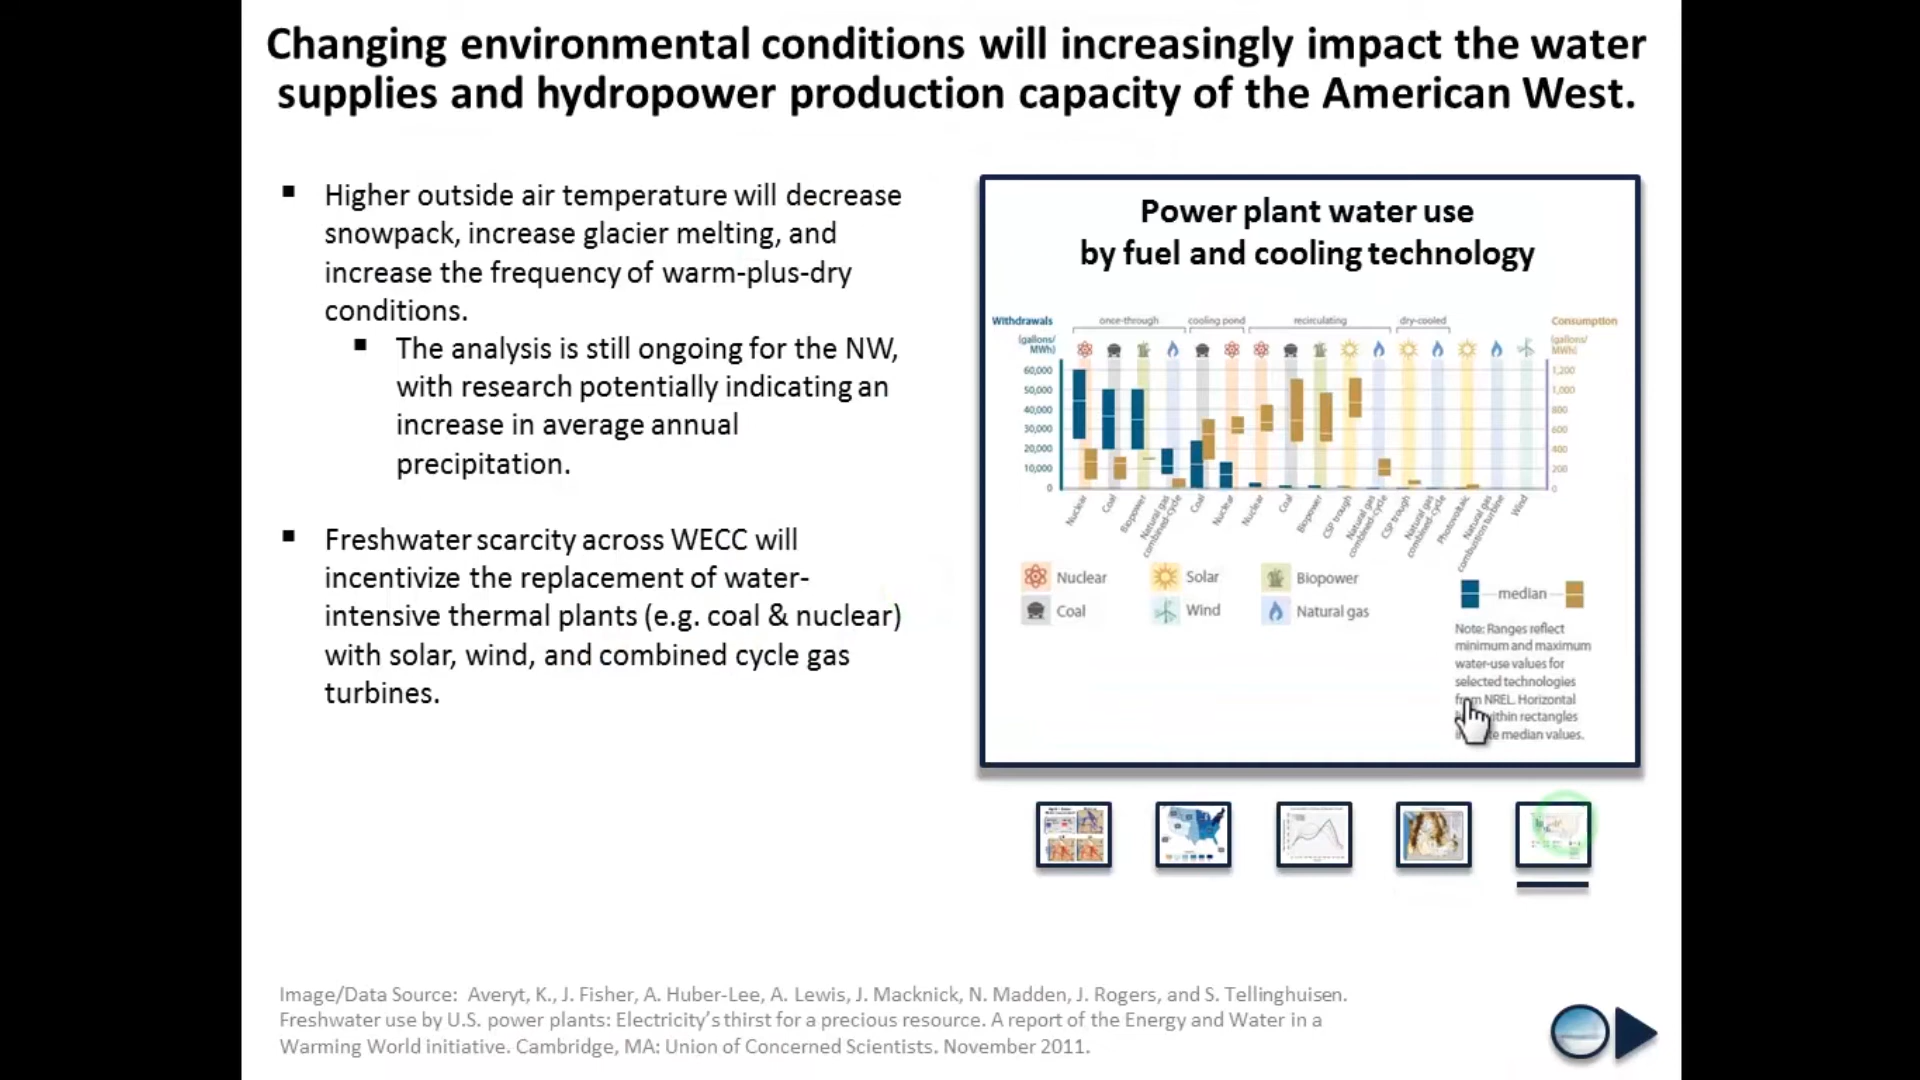 Changing environmental conditions will increasingly impact the water
supplies and hydropower production capacity of the American West.
Higher outside air temperature will decrease
snowpack, increase glacier melting, and
increase the frequency of warm-plus-dry
conditions.
The analysis is still ongoing for the NW,
with research potentially indicating an
increase in average annual
precipitation.
Freshwater scarcity across WECC will
incentivize the replacement of water-
intensive thermal plants (e.g. coal & nuclear)
with solar, wind, and combined cycle gas
turbines.
Power plant water use
by fuel and cooling technology
Withdrawals
(gallons/
MWh)
once-through
cooling pond
recirculating
dry-cooled
Consumption
(gallons/
MWh)
60,000
50,000
40,000
30,000
20,000
10,000
0
1,200
1,000
800
600
400
200
0
Nuclear
Coal
Biopower
Natural gas
combined-cycle
Coal
Nuclear
Nuclear
Coal
Biopower
CSP trough
Natural gas
combined-cycle
CSP trough
Natural gas
combined-cycle
Photovoltaic
Natural gas
combustion turbine
Wind
Nuclear
Solar
Biopower
Coal
Wind
Natural gas
median
Note: Ranges reflect
minimum and maximum
water-use values for
selected technologies
from NREL. Horizontal
within rectangles
median values.
Image/Data Source: Averyt, K., J. Fisher, A. Huber-Lee, A. Lewis, J. Macknick, N. Madden, J. Rogers, and S. Tellinghuisen.
Freshwater use by U.S. power plants: Electricity's thirst for a precious resource. A report of the Energy and Water in a
Warming World initiative. Cambridge, MA: Union of Concerned Scientists. November 2011.